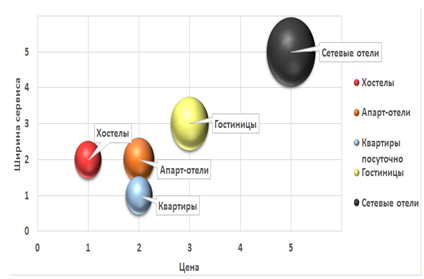 Ширина сервиса
5
4
3
2
1
0
0
1
2
3
4
5
Цена
Сетевые отели
Гостиницы
Хостелы
Апарт-отели
Квартиры
Хостелы
Апарт-отели
Квартиры
посуточно
Гостиницы
Сетевые отели